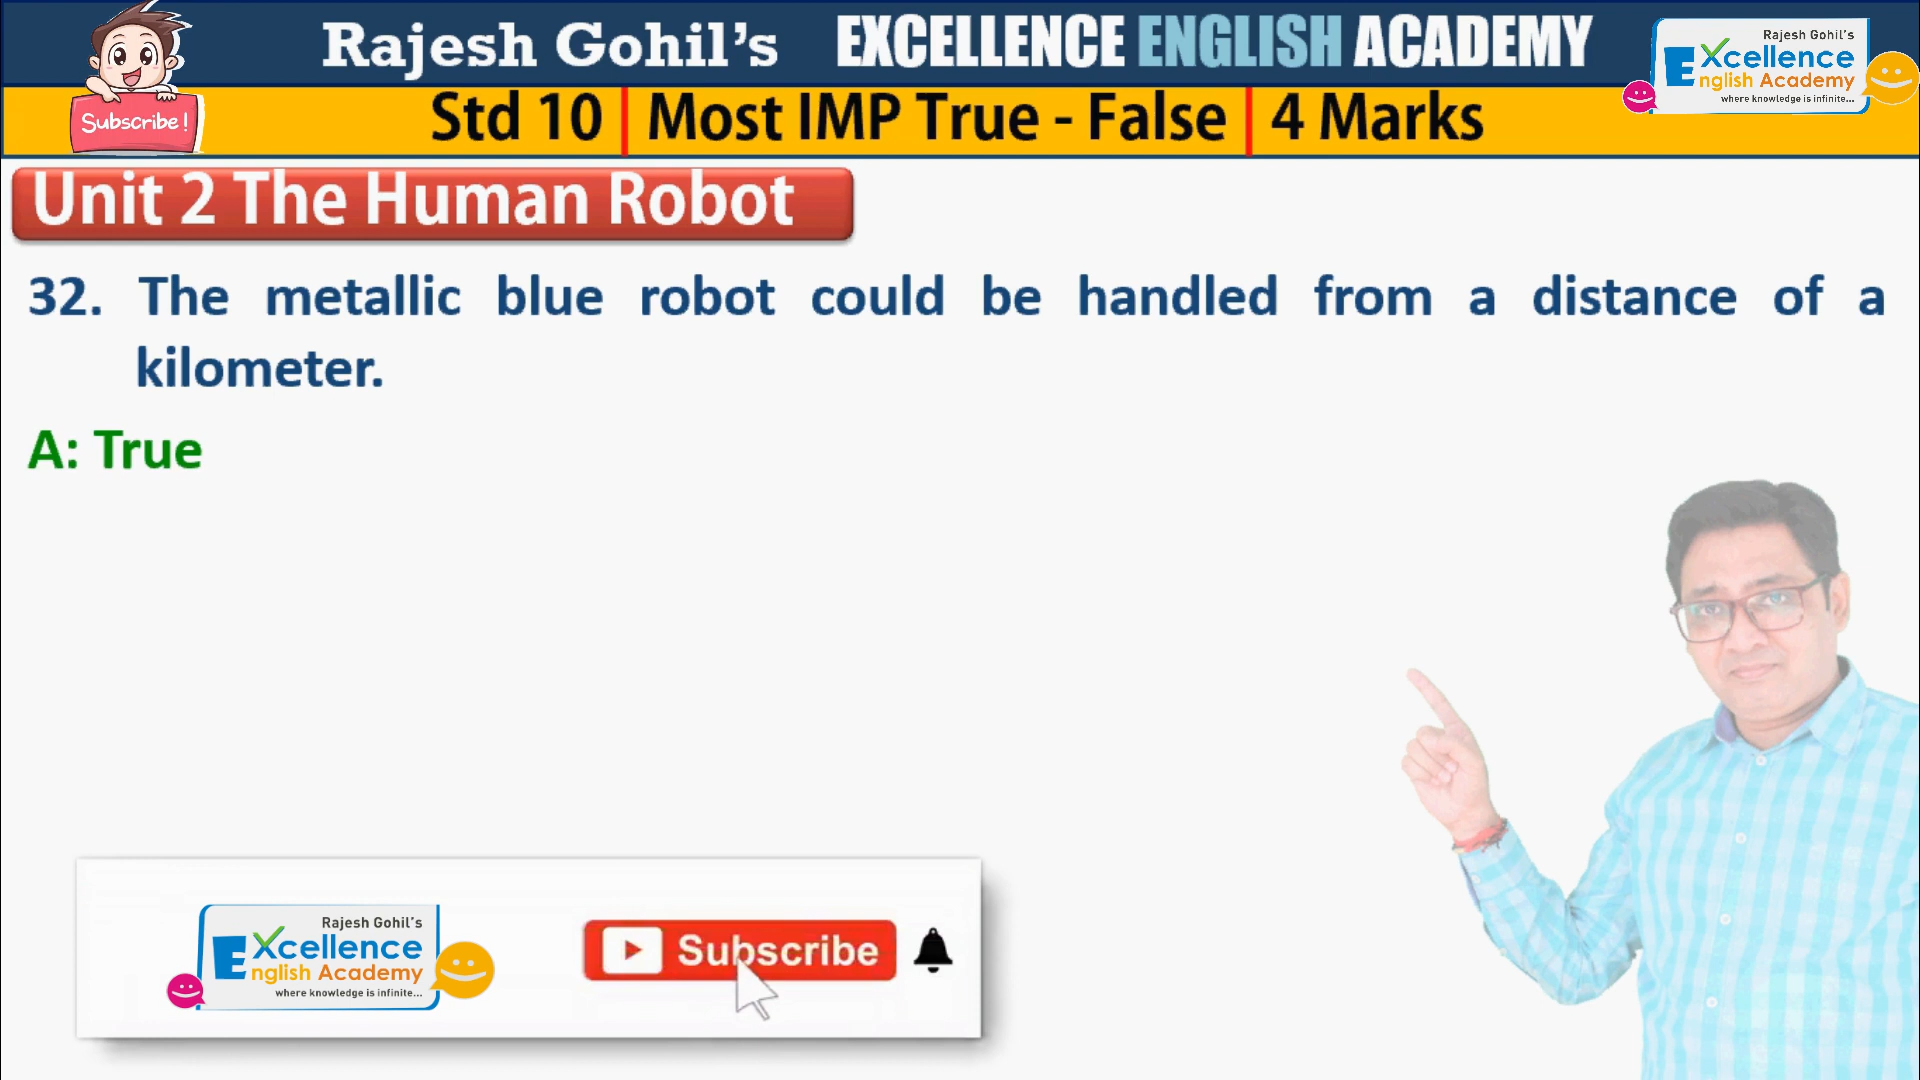 Rajesh Gohil's EXCELLENCE ENGLISH ACADEMY
Rajesh Gohil's
Excellence
English Academy
where knowledge is infinite...
Subscribe!
Std 10 | Most IMP True - False | 4 Marks
Unit 2 The Human Robot
32. The metallic blue robot could be handled from a distance of a
kilometer.
A: True
Rajesh Gohil's
Excellence
English Academy
where knowledge is infinite...
Subscribe